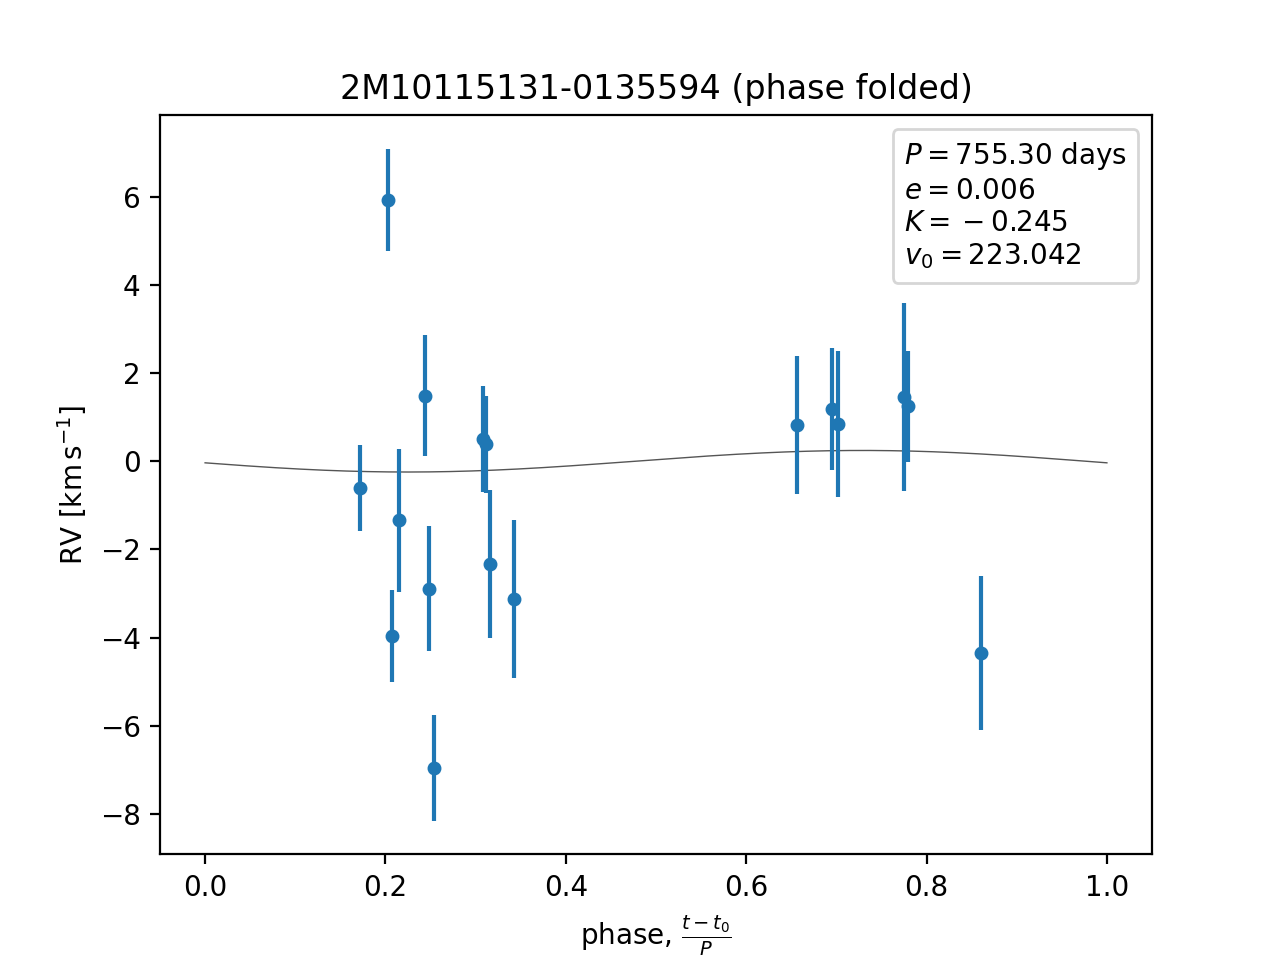 2M10115131-0135594 (phase folded)
P = 755.30 days
e = 0.006
K = −0.245
v₀ = 223.042
6
4
2
0
−2
−4
−6
−8
RV [km s⁻¹]
0.0 0.2 0.4 0.6 0.8 1.0
phase, (t − t₀)/P